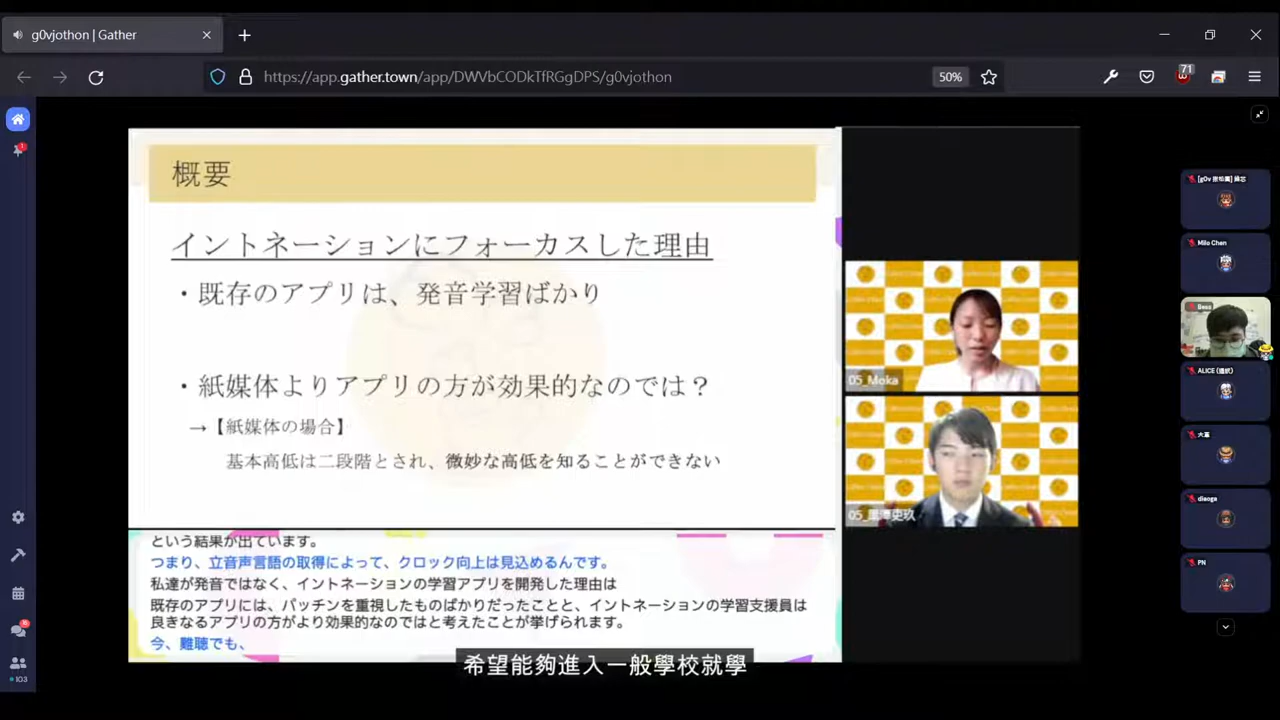 g0vjothon | Gather
https://app.gather.town/app/DWVbCODkTfRGgDPS/g0vjothon
50%
71
概要
イントネーションにフォーカスした理由
・既存のアプリは、発音学習ばかり
・紙媒体よりアプリの方が効果的なのでは？
→【紙媒体の場合】
基本高低は二段階とされ、微妙な高低を知ることができない
という結果が出ています。
つまり、立音声言語の取得によって、クロック向上は見込めるんです。
私達が発音ではなく、イントネーションの学習アプリを開発した理由は
既存のアプリには、パッチンを重視したものばかりだったことと、イントネーションの学習支援員は
良きなるアプリの方がより効果的なのではと考えたことが挙げられます。
今、難聴でも、
希望能夠進入一般學校就學
05_Moka
05_黒澤吏玖
Milo Chen
Bess
ALICE
大革
diaoge
PN
103